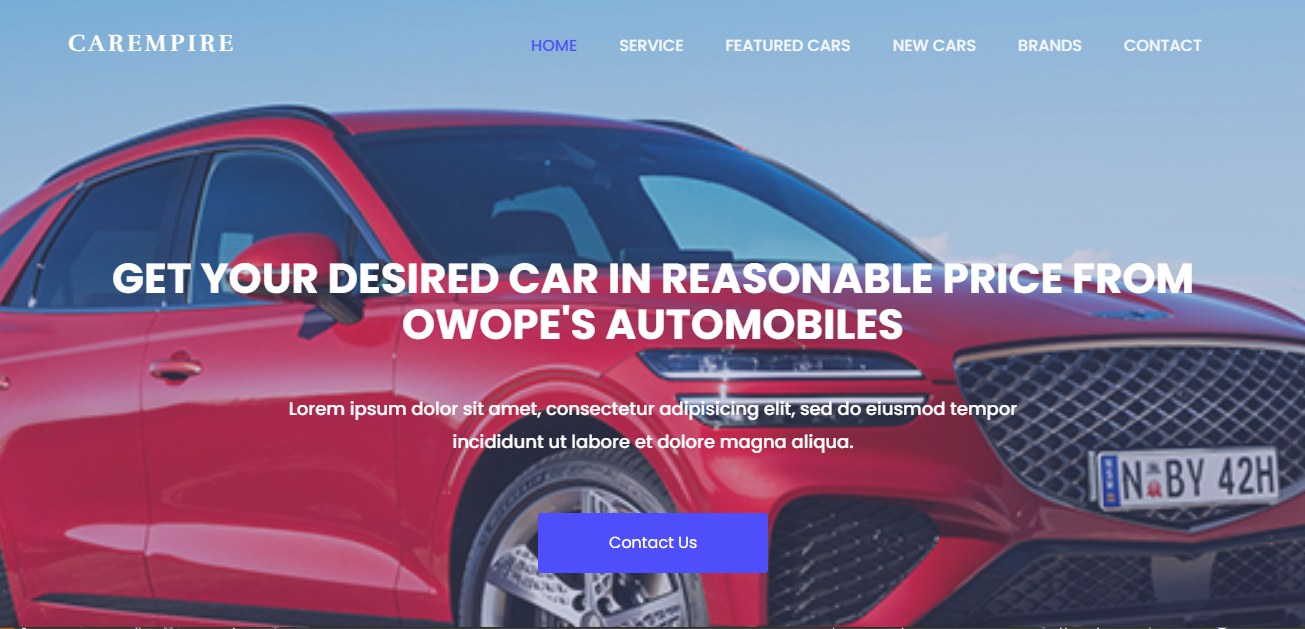 CAREMPIRE
HOME SERVICE FEATURED CARS NEW CARS BRANDS CONTACT
GET YOUR DESIRED CAR IN REASONABLE PRICE FROM
OWOPE'S AUTOMOBILES
Lorem ipsum dolor sit amet, consectetur adipisicing elit, sed do eiusmod tempor
incididunt ut labore et dolore magna aliqua.
N BY 42H
Contact Us